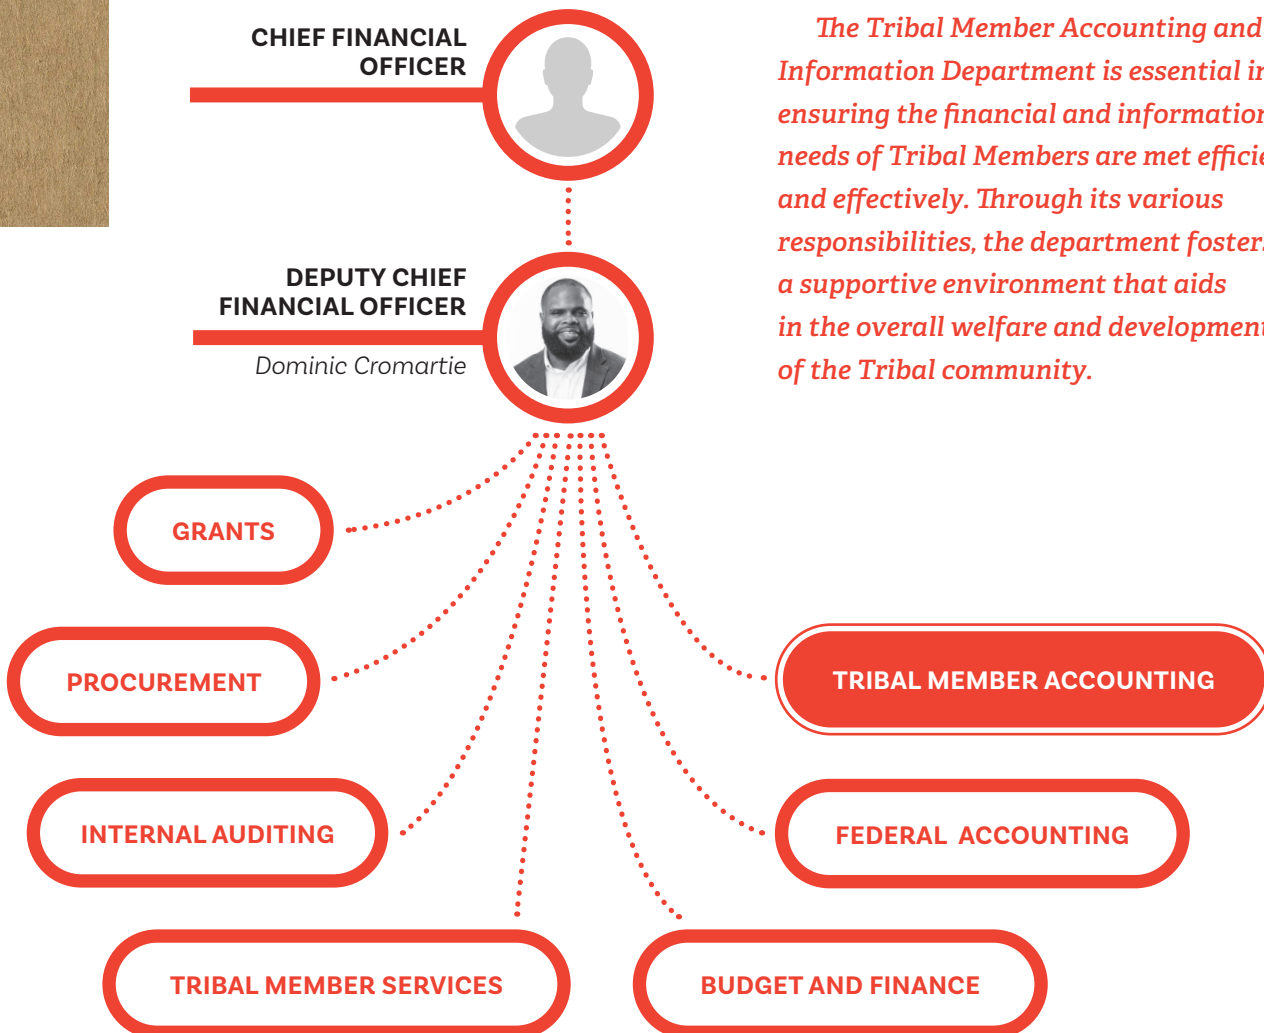 CHIEF FINANCIAL
OFFICER
DEPUTY CHIEF
FINANCIAL OFFICER
Dominic Cromartie
The Tribal Member Accounting and
Information Department is essential in
ensuring the financial and information
needs of Tribal Members are met
and effectively. Through its various
responsibilities, the department fosters
a supportive environment that aids
in the overall welfare and development
of the Tribal community.
GRANTS
PROCUREMENT
INTERNAL AUDITING
TRIBAL MEMBER SERVICES
BUDGET AND FINANCE
FEDERAL ACCOUNTING
TRIBAL MEMBER ACCOUNTING